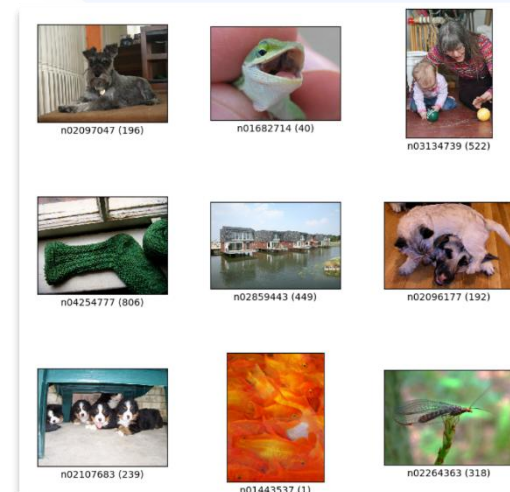 n02097047 (196)
n01682714 (40)
n03134739 (522)
n04254777 (806)
n02859443 (449)
n02096177 (192)
n02107683 (239)
n01443537 (1)
n02264363 (318)